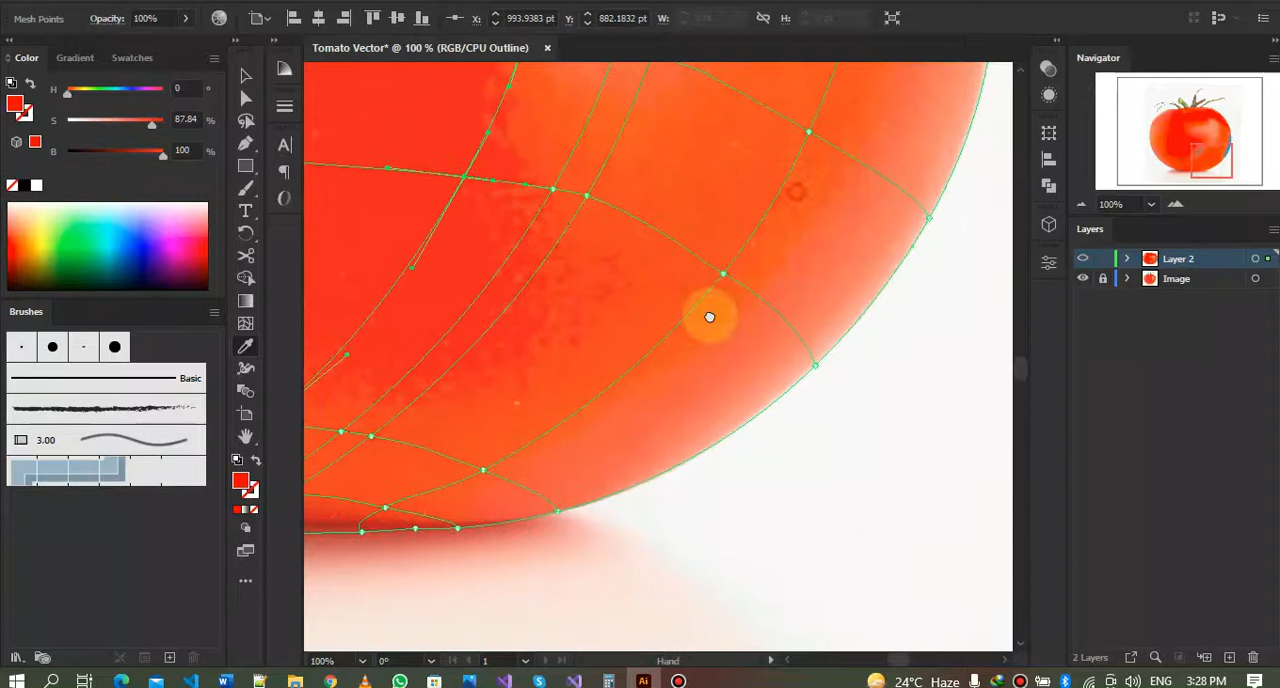 Mesh Points
Opacity: 100%
X: 993.9383 pt
Y: 882.1832 pt
W:
H:
Color
Gradient
Swatches
Tomato Vector* @ 100 % (RGB/CPU Outline)
Navigator
H 0 °
S 87.84 %
B 100 %
100%
Layers
Layer 2
Image
Brushes
Basic
3.00
100%
0°
1
Hand
2 Layers
24°C Haze
ENG
3:28 PM